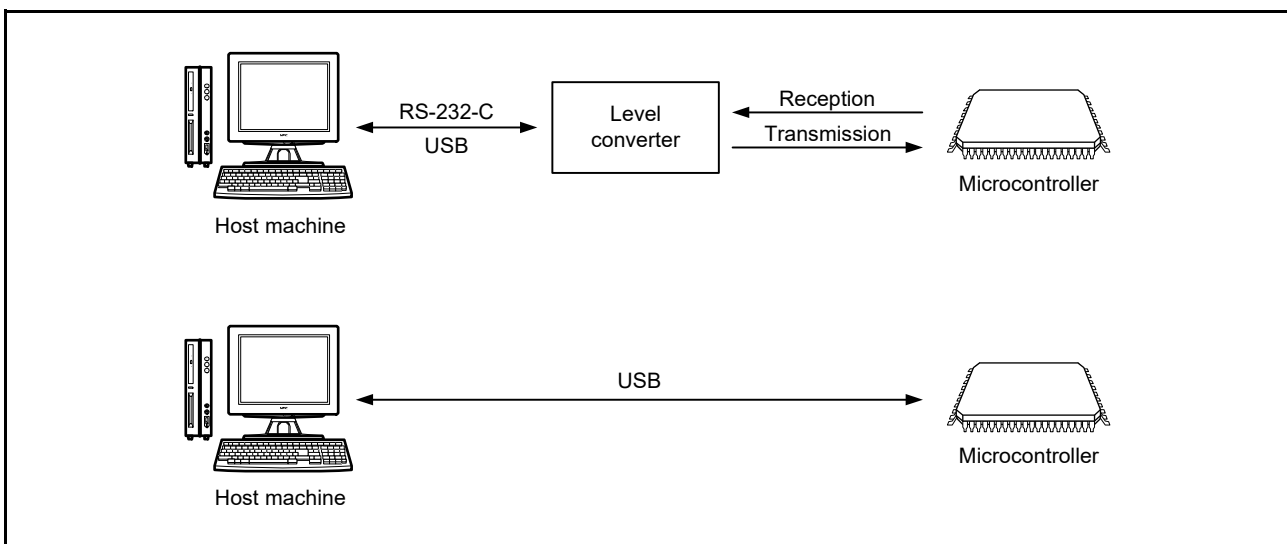 RS-232-C
USB
Level
converter
Reception
Transmission
Microcontroller
Host machine
USB
Microcontroller
Host machine